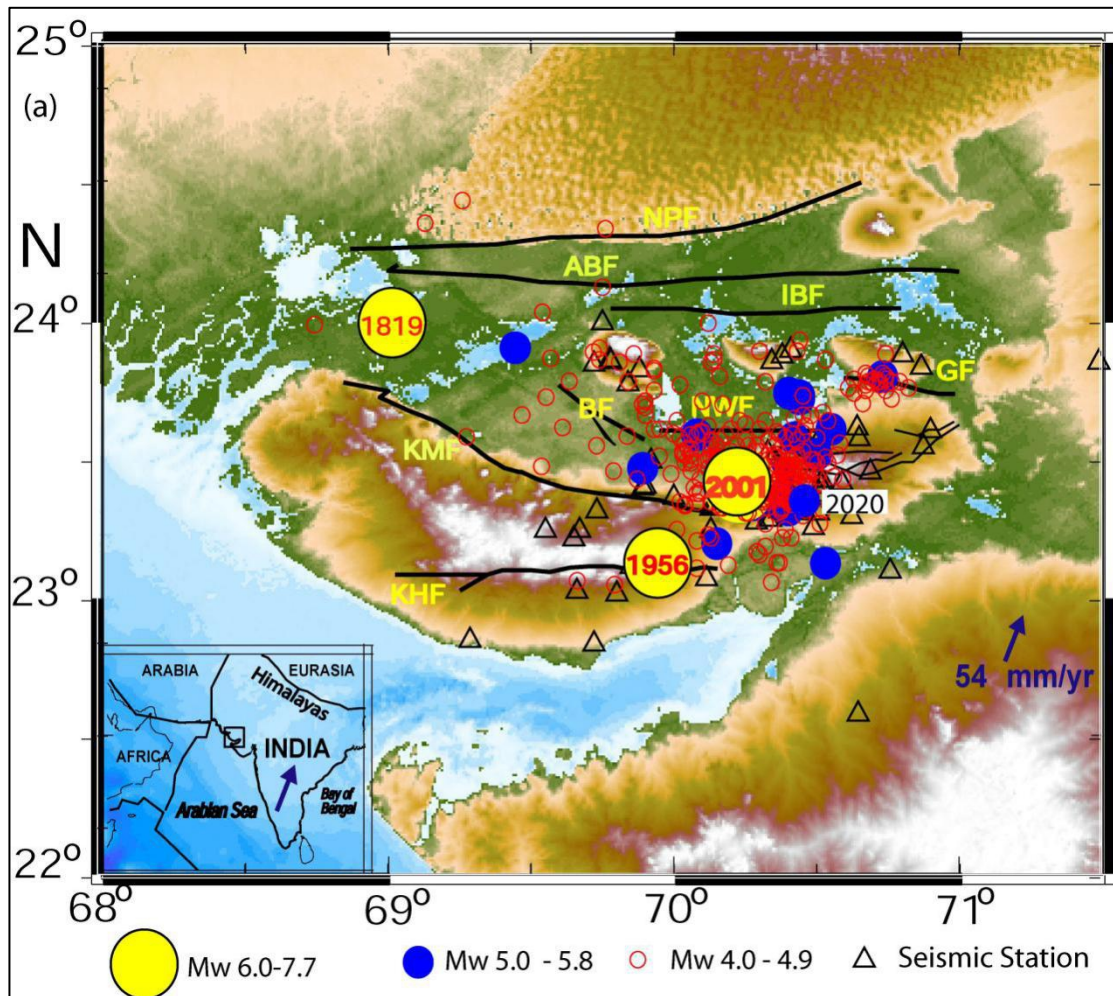 25°
(a)
N
24°
23°
22°
NPF
ABF
IBF
1819
GF
BF
NWF
KMF
2001
2020
1956
KHF
54 mm/yr
ARABIA
EURASIA
Himalayas
AFRICA
INDIA
Arabian Sea
Bay of
Bengal
68° 69° 70° 71°
Mw 6.0-7.7 Mw 5.0 - 5.8 Mw 4.0 - 4.9 Seismic Station